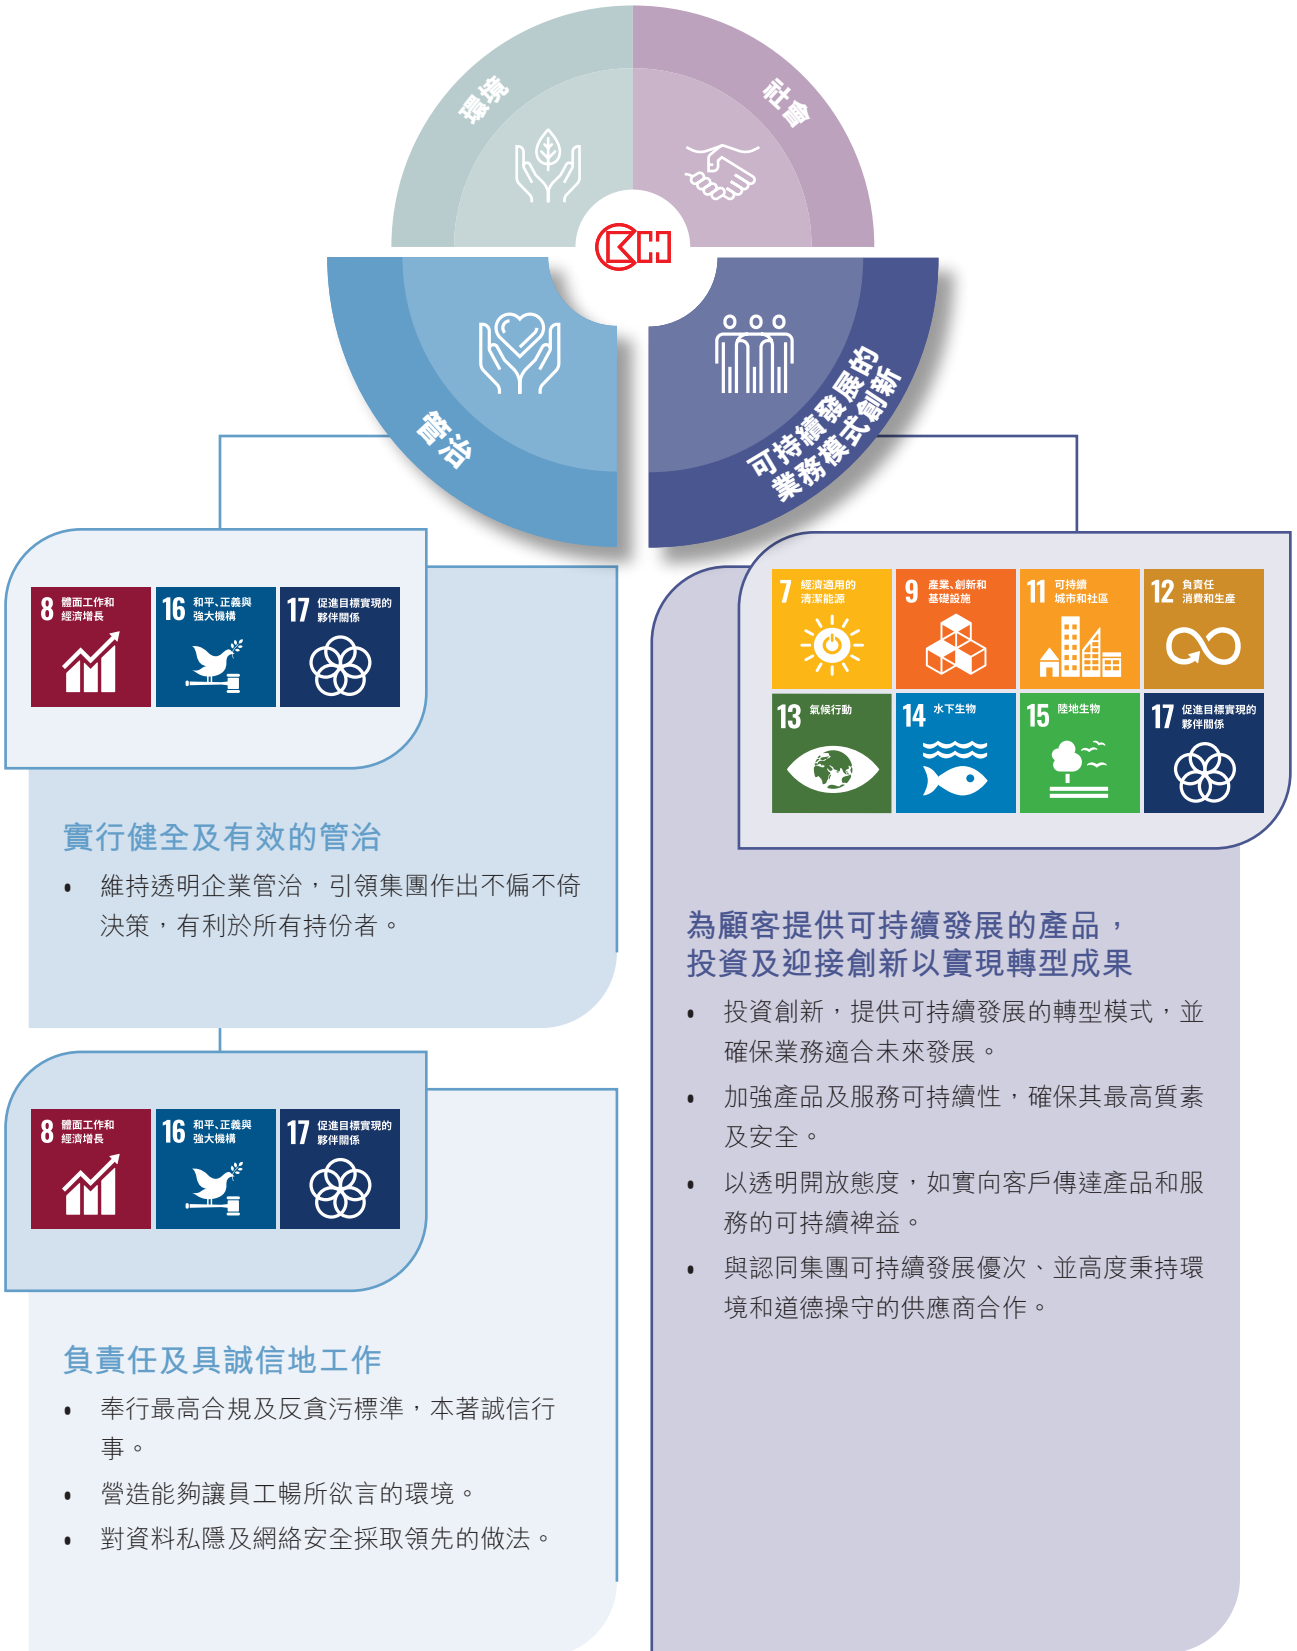 環境
社會
CKH
管治
可持續發展的
業務模式創新
8 體面工作和
經濟增長
16 和平、正義與
強大機構
17 促進目標實現的
夥伴關係
實行健全及有效的管治
• 維持透明企業管治，引領集團作出不偏不倚
決策，有利於所有持份者。
8 體面工作和
經濟增長
16 和平、正義與
強大機構
17 促進目標實現的
夥伴關係
負責任及具誠信地工作
• 奉行最高合規及反貪污標準，本著誠信行
事。
• 營造能夠讓員工暢所欲言的環境。
• 對資料私隱及網絡安全採取領先的做法。
7 經濟適用的
清潔能源
9 產業、創新和
基礎設施
11 可持續
城市和社區
12 負責任
消費和生產
13 氣候行動
14 水下生物
15 陸地生物
17 促進目標實現的
夥伴關係
為顧客提供可持續發展的產品，
投資及迎接創新以實現轉型成果
• 投資創新，提供可持續發展的轉型模式，並
確保業務適合未來發展。
• 加強產品及服務可持續性，確保其最高質素
及安全。
• 以透明開放態度，如實向客戶傳達產品和服
務的可持續裨益。
• 與認同集團可持續發展優次、並高度秉持環
境和道德操守的供應商合作。